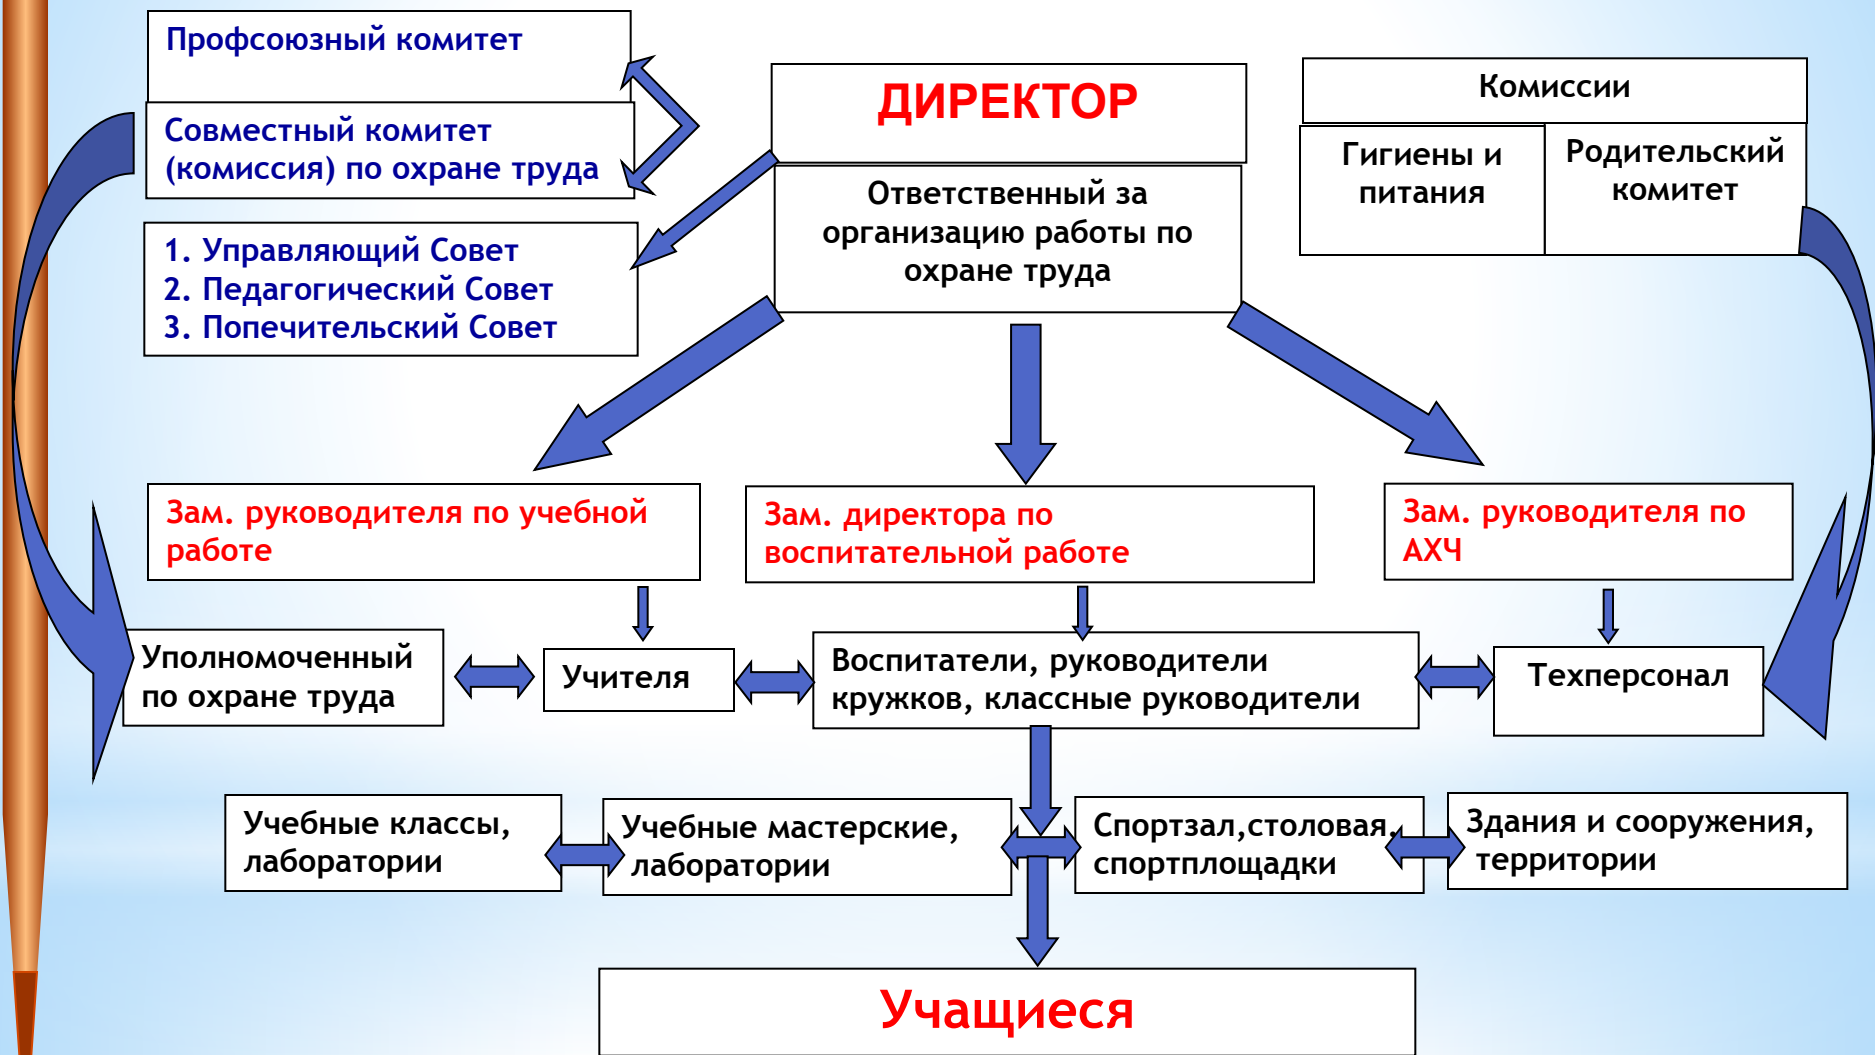 Профсоюзный комитет
Совместный комитет
(комиссия) по охране труда
1. Управляющий Совет
2. Педагогический Совет
3. Попечительский Совет
ДИРЕКТОР
Ответственный за
организацию работы по
охране труда
Комиссии
Гигиены и
питания
Родительский
комитет
Зам. руководителя по учебной
работе
Зам. директора по
воспитательной работе
Зам. руководителя по
АХЧ
Уполномоченный
по охране труда
Учителя
Воспитатели, руководители
кружков, классные руководители
Техперсонал
Учебные классы,
лаборатории
Учебные мастерские,
лаборатории
Спортзал,столовая,
спортплощадки
Здания и сооружения,
территории
Учащиеся